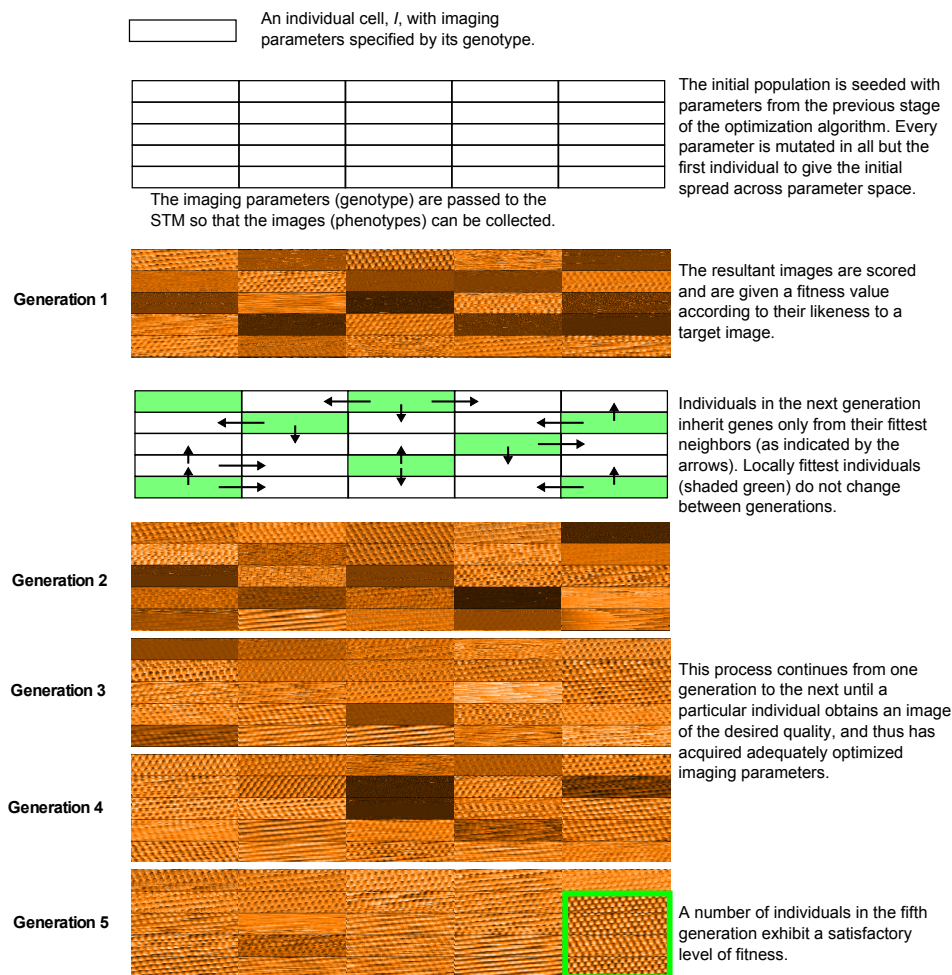 An individual cell, I, with imaging
parameters specified by its genotype.
The initial population is seeded with
parameters from the previous stage
of the optimization algorithm. Every
parameter is mutated in all but the
first individual to give the initial
spread across parameter space.
The imaging parameters (genotype) are passed to the
STM so that the images (phenotypes) can be collected.
Generation 1
The resultant images are scored
and are given a fitness value
according to their likeness to a
target image.
Individuals in the next generation
inherit genes only from their fittest
neighbors (as indicated by the
arrows). Locally fittest individuals
(shaded green) do not change
between generations.
Generation 2
Generation 3
This process continues from one
generation to the next until a
particular individual obtains an image
of the desired quality, and thus has
acquired adequately optimized
imaging parameters.
Generation 4
Generation 5
A number of individuals in the fifth
generation exhibit a satisfactory
level of fitness.